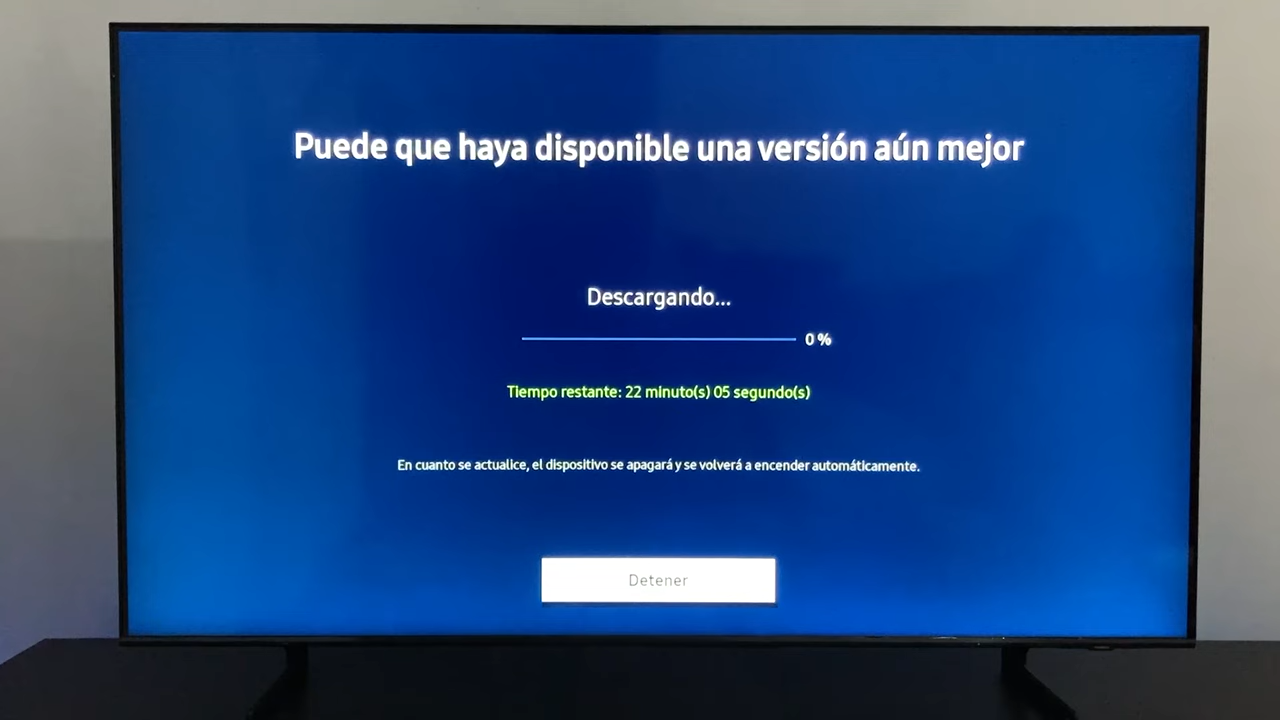 Puede que haya disponible una versión aún mejor
Descargando...
0 %
Tiempo restante: 22 minuto(s) 05 segundo(s)
En cuanto se actualice, el dispositivo se apagará y se volverá a encender automáticamente.
Detener